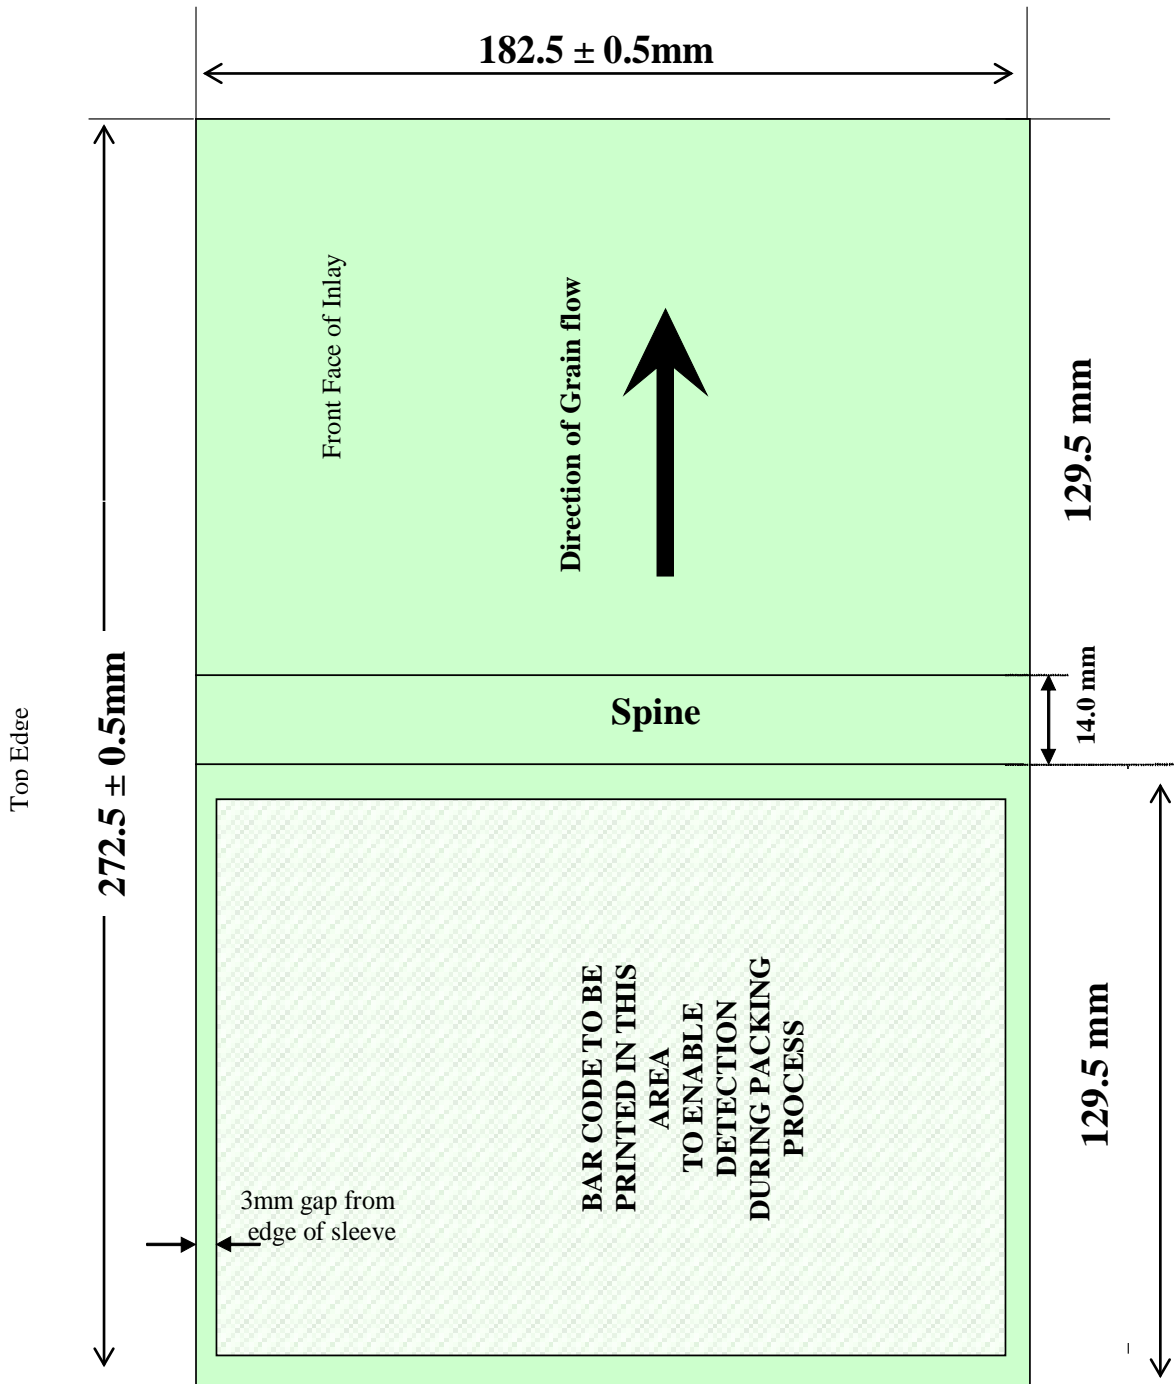 182.5 ± 0.5mm
Front Face of Inlay
Direction of Grain flow
129.5 mm
14.0 mm
Spine
Top Edge
272.5 ± 0.5mm
BAR CODE TO BE
PRINTED IN THIS
AREA
TO ENABLE
DETECTION
DURING PACKING
PROCESS
129.5 mm
3mm gap from
edge of sleeve